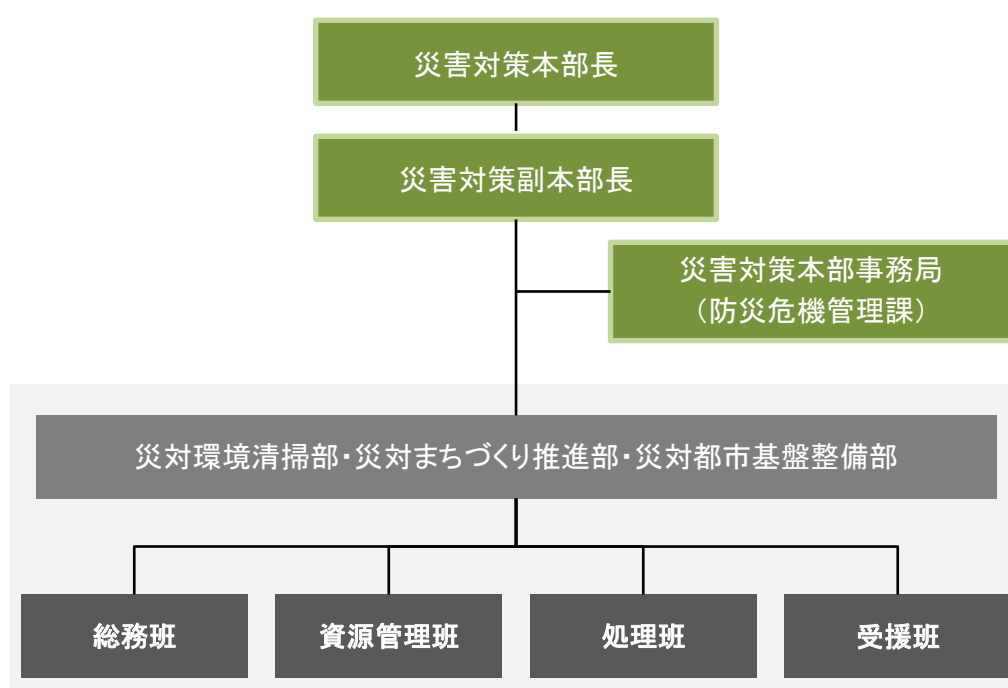 災害対策本部長
災害対策副本部長
災害対策本部事務局
（防災危機管理課）
災対環境清掃部・災対まちづくり推進部・災対都市基盤整備部
総務班
資源管理班
処理班
受援班